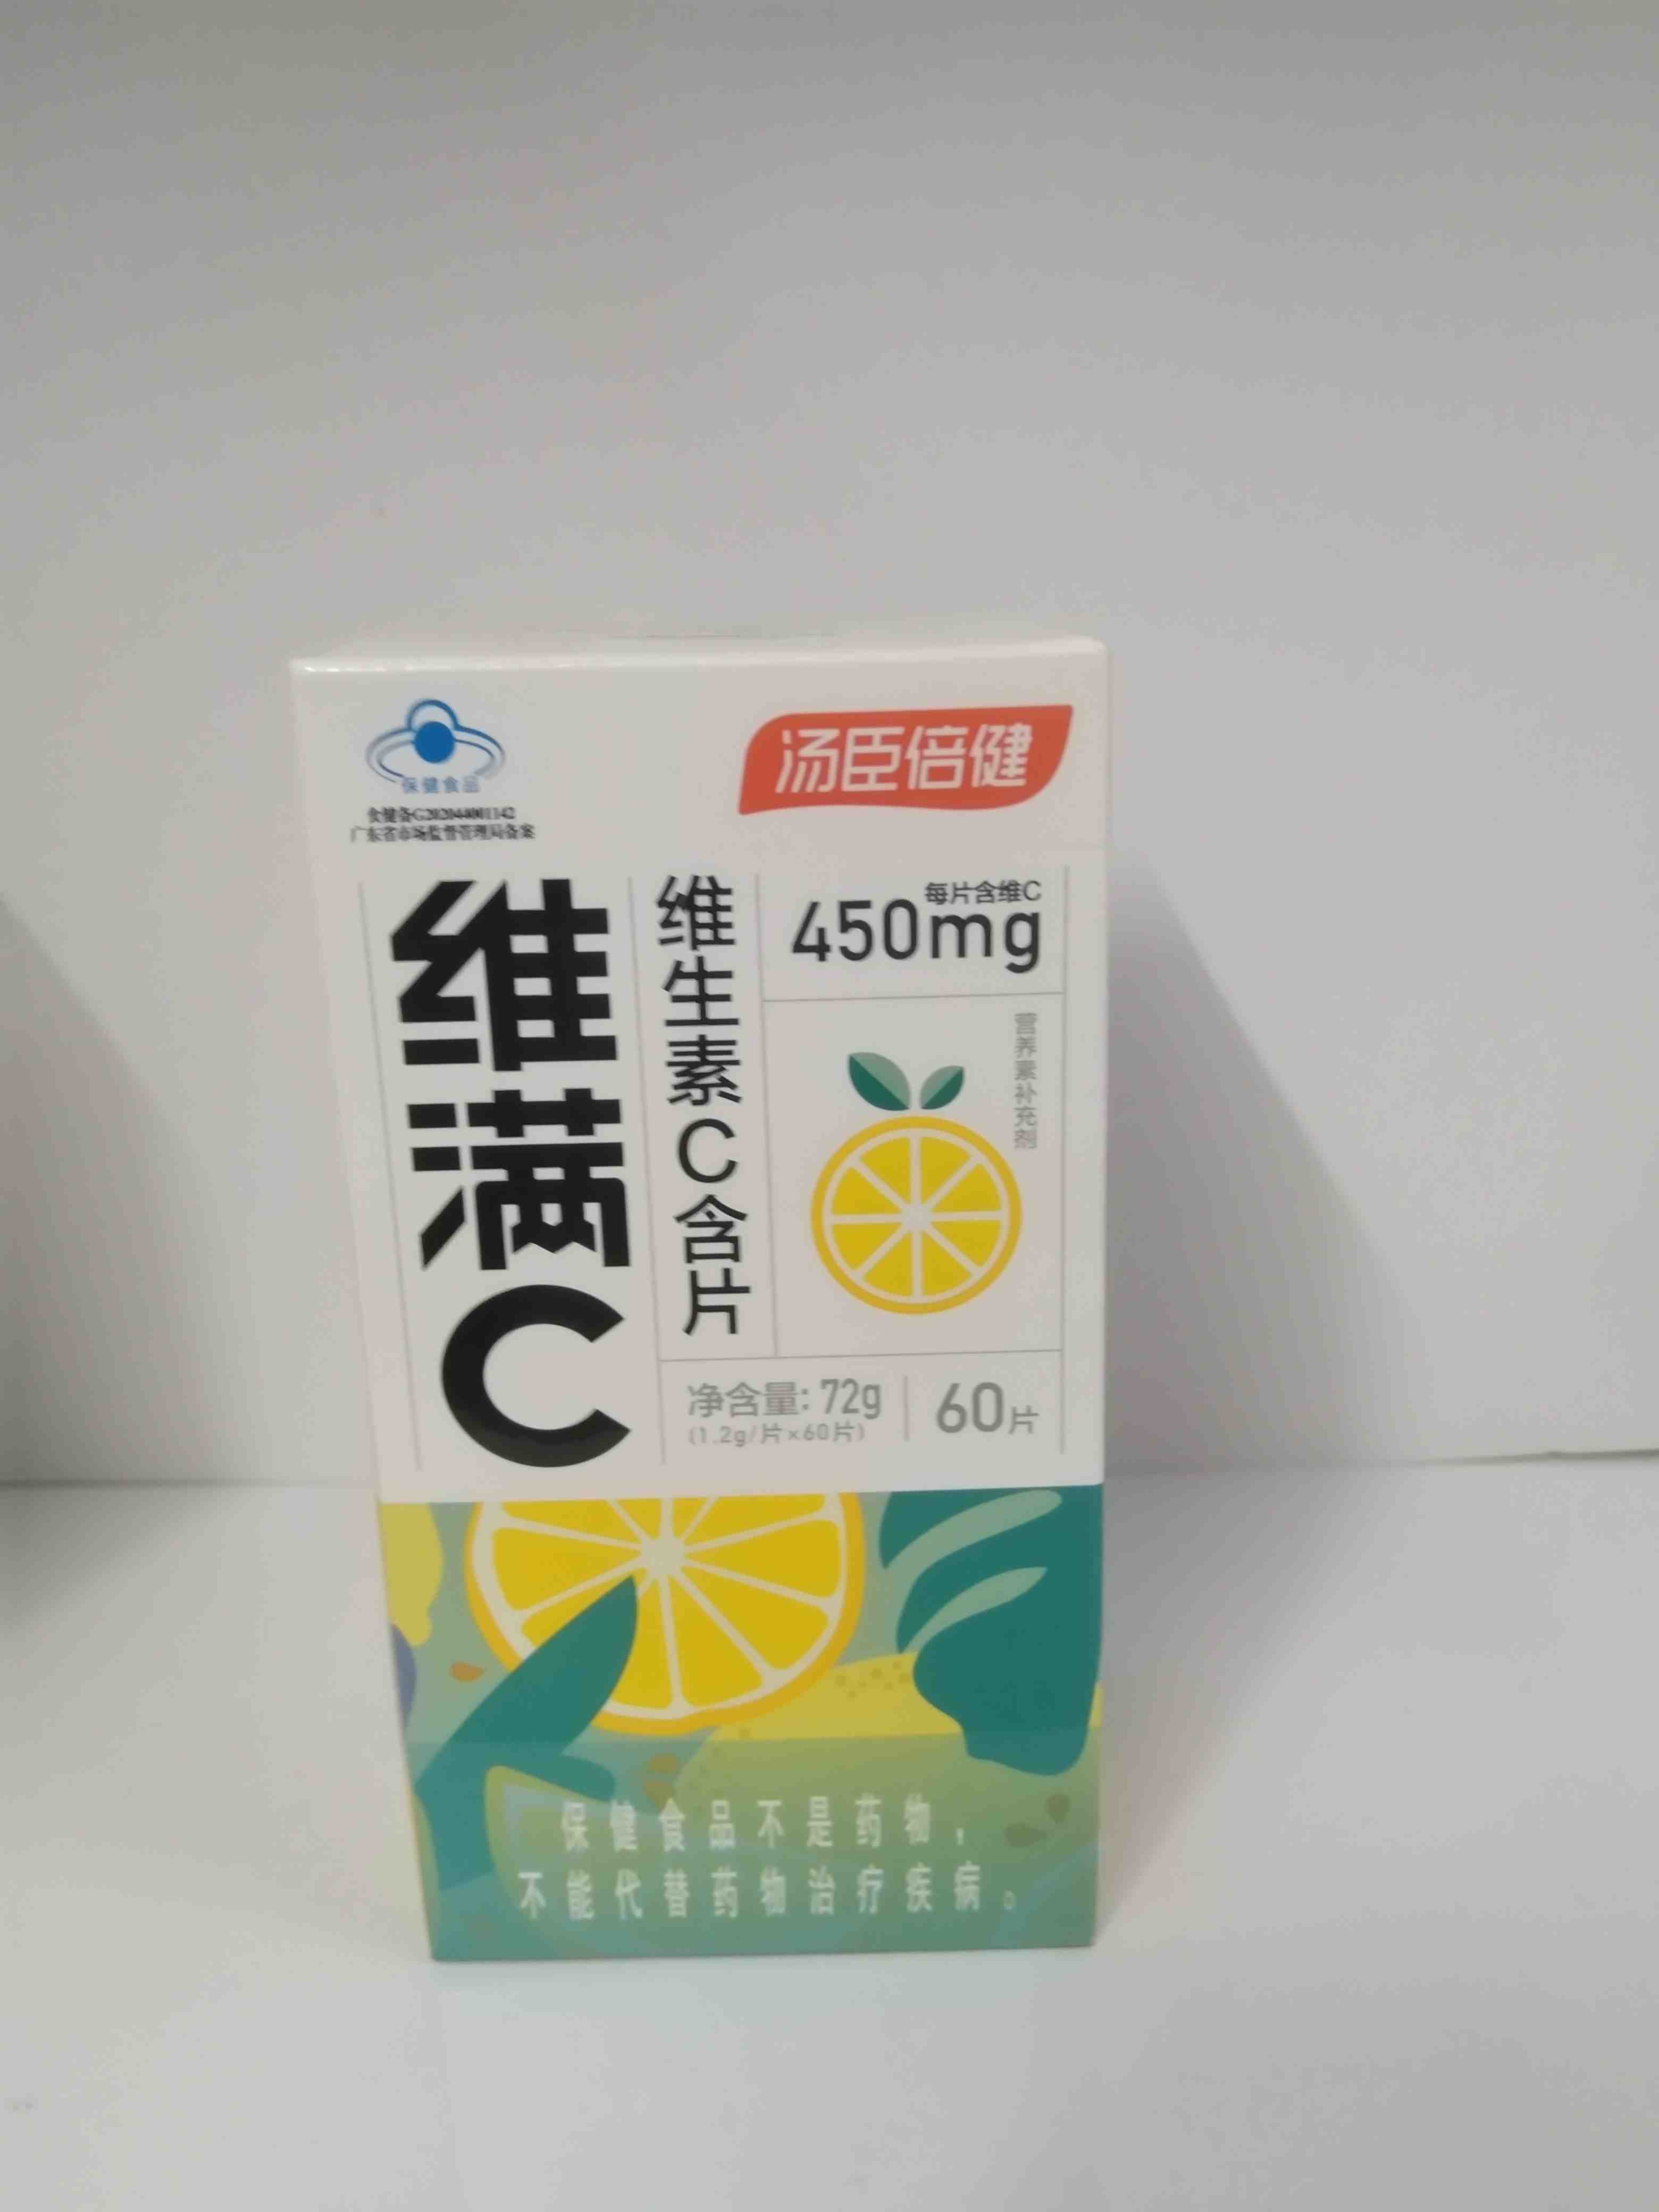 保健食品
食健备G202044001142
广东省市场监督管理局备案
汤臣倍健
维满C
维生素C含片
每片含维C
450mg
营养素补充剂
净含量:72g
(1.2g/片×60片)
60片
保健食品不是药物，
不能代替药物治疗疾病。